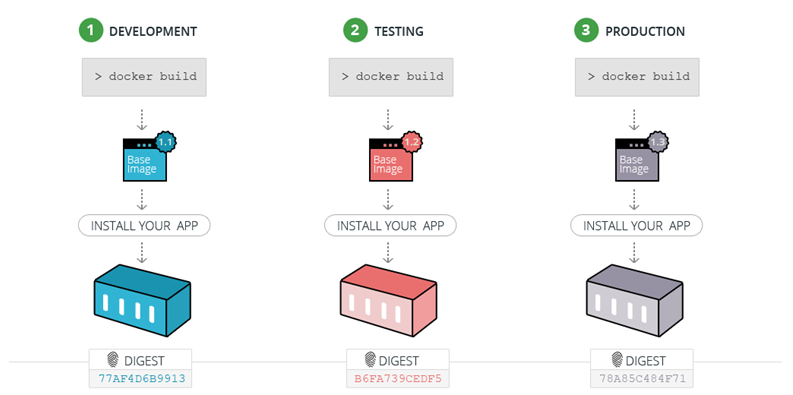 1 DEVELOPMENT
> docker build
1.1
Base
Image
INSTALL YOUR APP
DIGEST
77AF4D6B9913
2 TESTING
> docker build
1.2
Base
Image
INSTALL YOUR APP
DIGEST
B6FA739CEDF5
3 PRODUCTION
> docker build
1.3
Base
Image
INSTALL YOUR APP
DIGEST
78A85C484F71